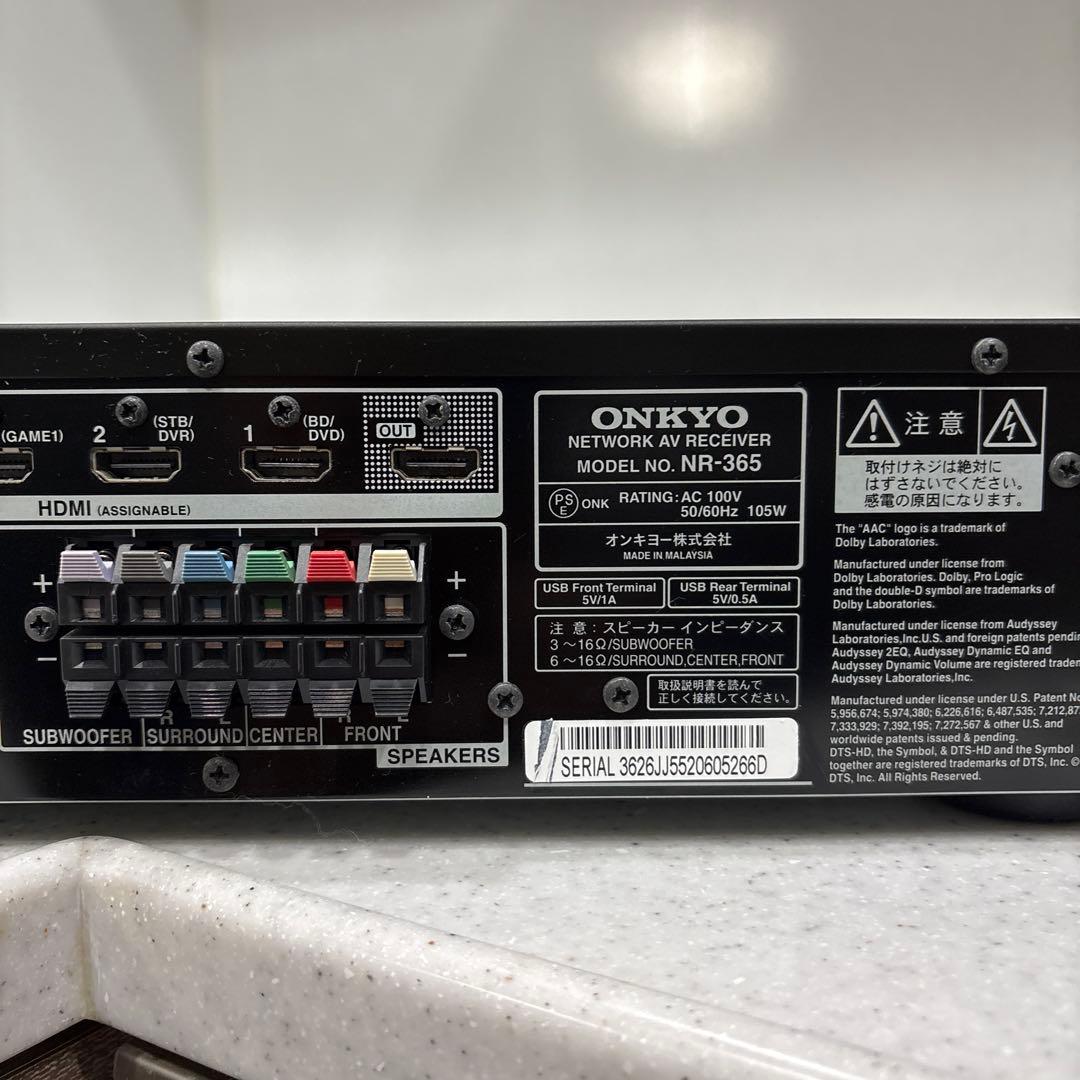 (GAME1)
2
(STB/
DVR)
1
(BD/
DVD)
OUT
HDMI (ASSIGNABLE)
+
+
−
−
R L R L
SUBWOOFER SURROUND CENTER FRONT
SPEAKERS
ONKYO
NETWORK AV RECEIVER
MODEL NO. NR-365
PS
E
ONK
RATING: AC 100V
50/60Hz 105W
オンキヨー株式会社
MADE IN MALAYSIA
USB Front Terminal
5V/1A
USB Rear Terminal
5V/0.5A
注 意 : スピーカー インピーダンス
3 ～16Ω/SUBWOOFER
6 ～16Ω/SURROUND,CENTER,FRONT
取扱説明書を読んで
正しく接続してください。
SERIAL 3626JJ5520605266D
注 意
取付けネジは絶対に
はずさないでください。
感電の原因になります。
The "AAC" logo is a trademark of
Dolby Laboratories.
Manufactured under license from
Dolby Laboratories. Dolby, Pro Logic
and the double-D symbol are trademarks of
Dolby Laboratories.
Manufactured under license from Audyssey
Laboratories,Inc.U.S. and foreign patents pendin
Audyssey 2EQ, Audyssey Dynamic EQ and
Audyssey Dynamic Volume are registered tradem
Audyssey Laboratories,Inc.
Manufactured under license under U.S. Patent No
5,956,674; 5,974,380; 6,226,616; 6,487,535; 7,212,872
7,333,929; 7,392,195; 7,272,567 & other U.S. and
worldwide patents issued & pending.
DTS-HD, the Symbol, & DTS-HD and the Symbol
together are registered trademarks of DTS, Inc. ©
DTS, Inc. All Rights Reserved.